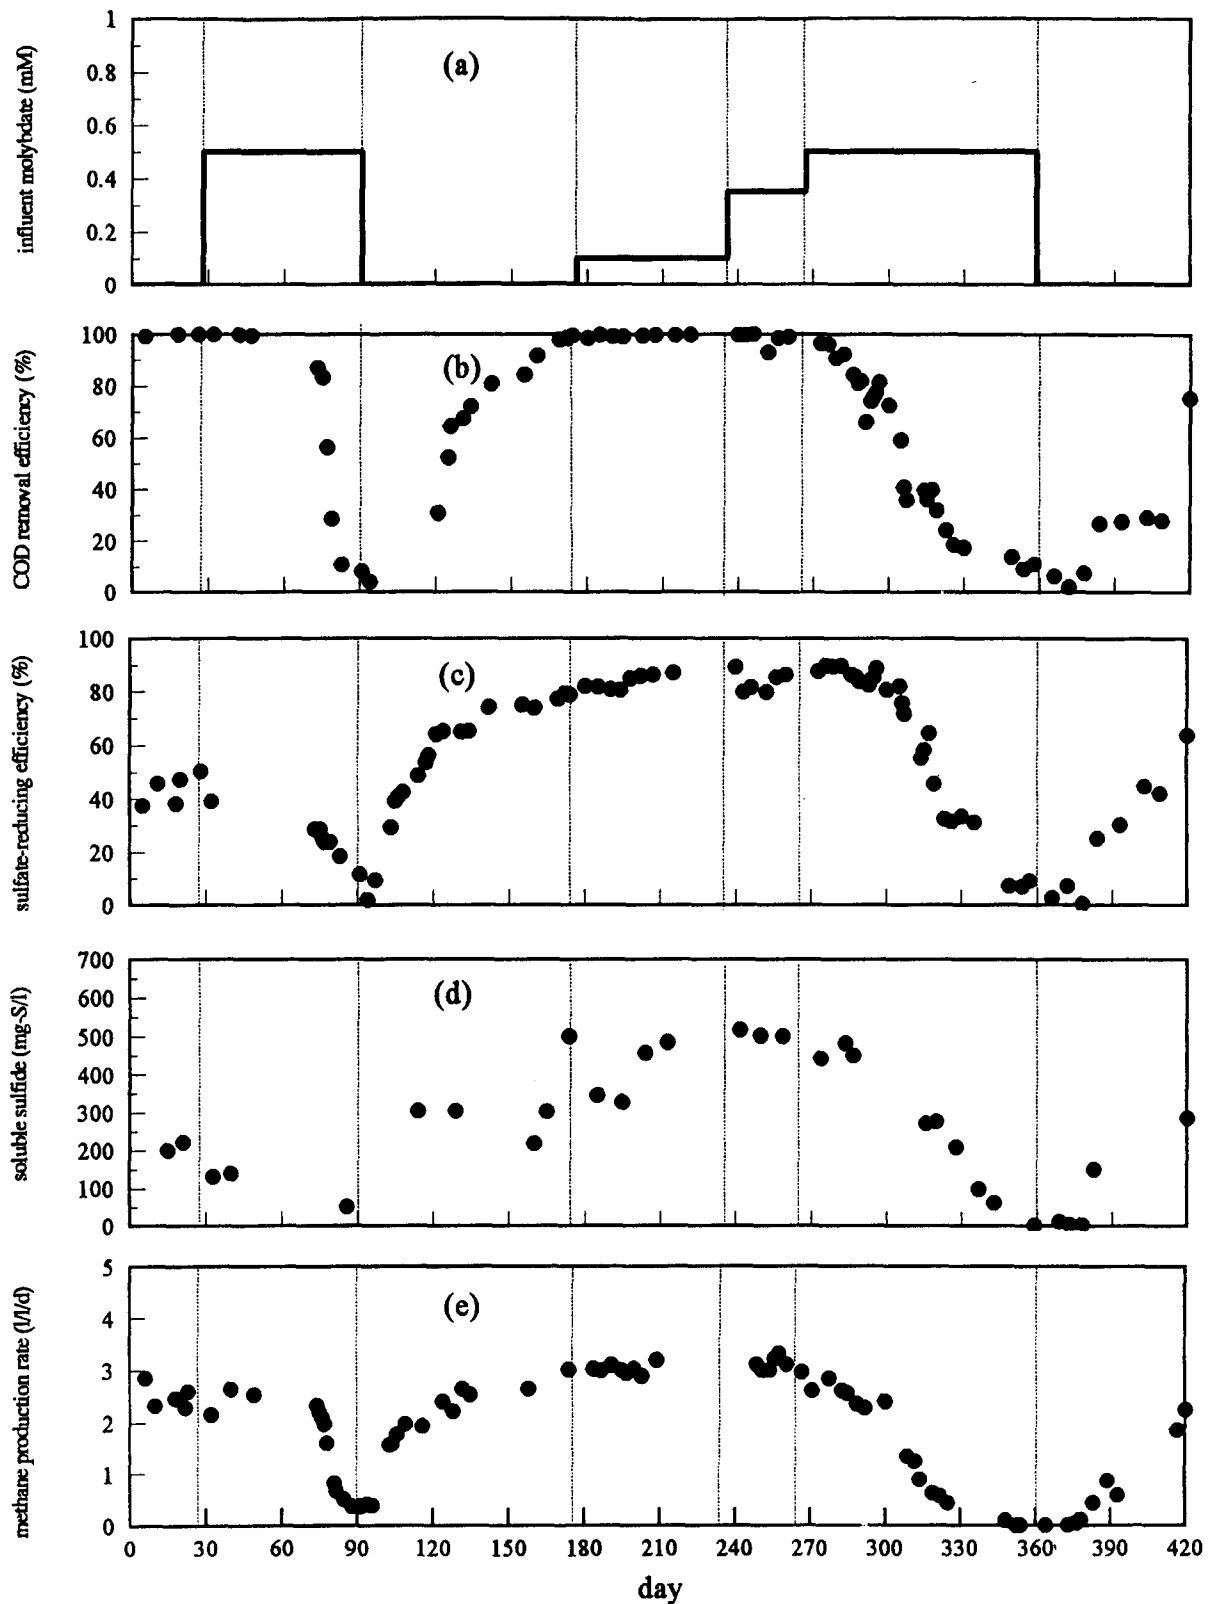 1
0.8
0.6
0.4
0.2
0
influent molybdate (mM)
(a)
100
80
60
40
20
0
COD removal efficiency (%)
(b)
100
80
60
40
20
0
sulfate-reducing efficiency (%)
(c)
700
600
500
400
300
200
100
0
soluble sulfide (mg-S/l)
(d)
5
4
3
2
1
0
methane production rate (l/l/d)
(e)
0 30 60 90 120 150 180 210 240 270 300 330 360 390 420
day